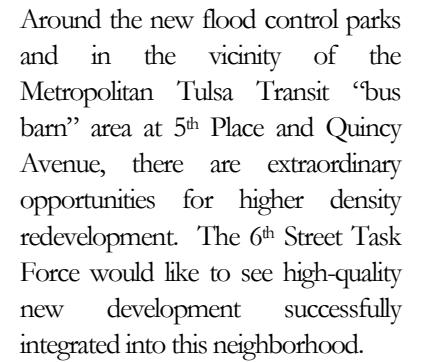 Around the new flood control parks
and in the vicinity of the
Metropolitan Tulsa Transit “bus
barn” area at 5th Place and Quincy
Avenue, there are extraordinary
opportunities for higher density
redevelopment. The 6th Street Task
Force would like to see high-quality
new development successfully
integrated into this neighborhood.